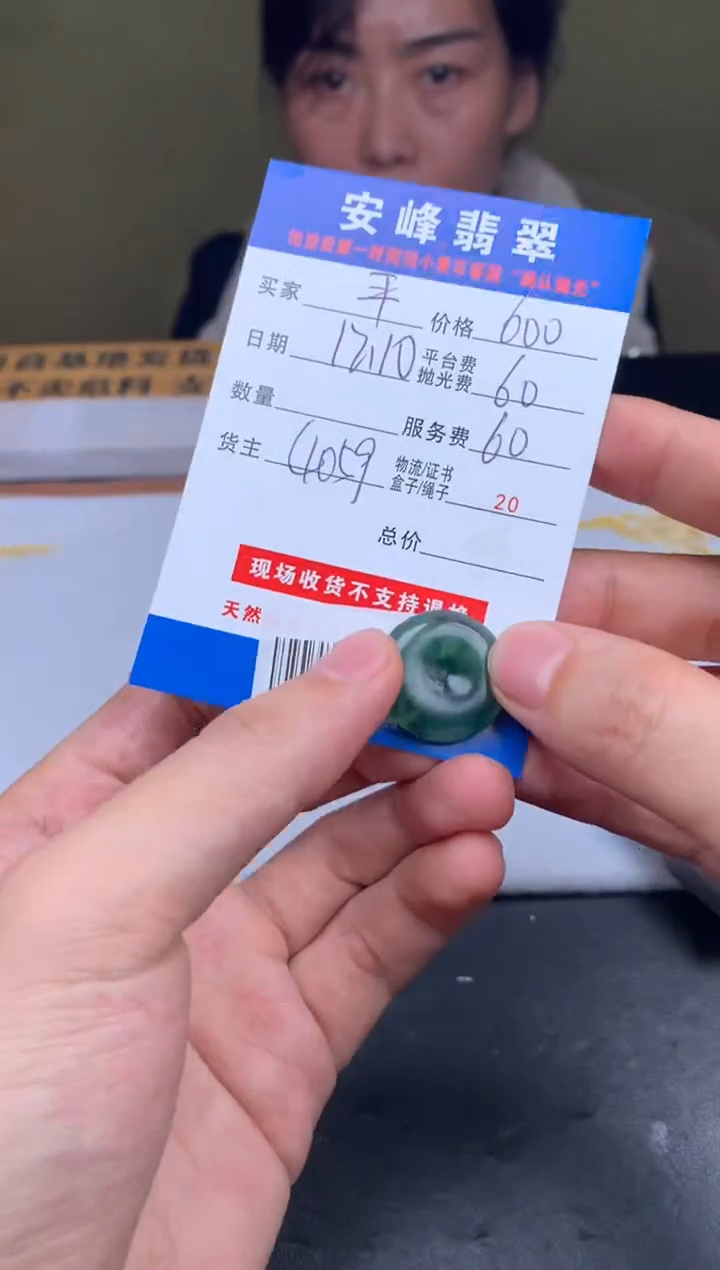 安峰翡翠
买家 平 价格 600
日期 12.10 平台费 抛光费 60
数量 服务费 60
货主 4059 物流/证书 盒子/绳子 20
总价
现场收货不支持退换
天然